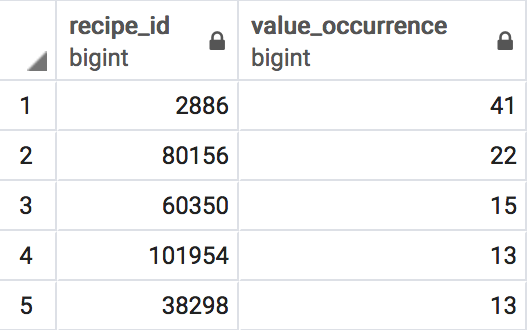 recipe_id value_occurrence
bigint bigint
1 2886 41
2 80156 22
3 60350 15
4 101954 13
5 38298 13